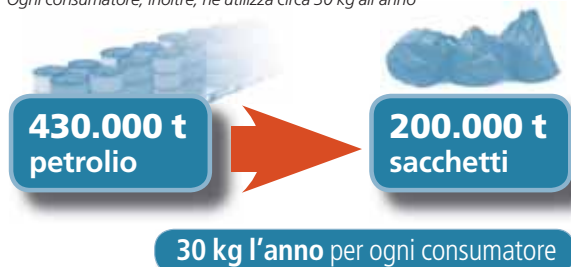 Ogni consumatore, inoltre, ne utilizza circa 30 kg all'anno
430.000 t
petrolio
200.000 t
sacchetti
30 kg l'anno per ogni consumatore